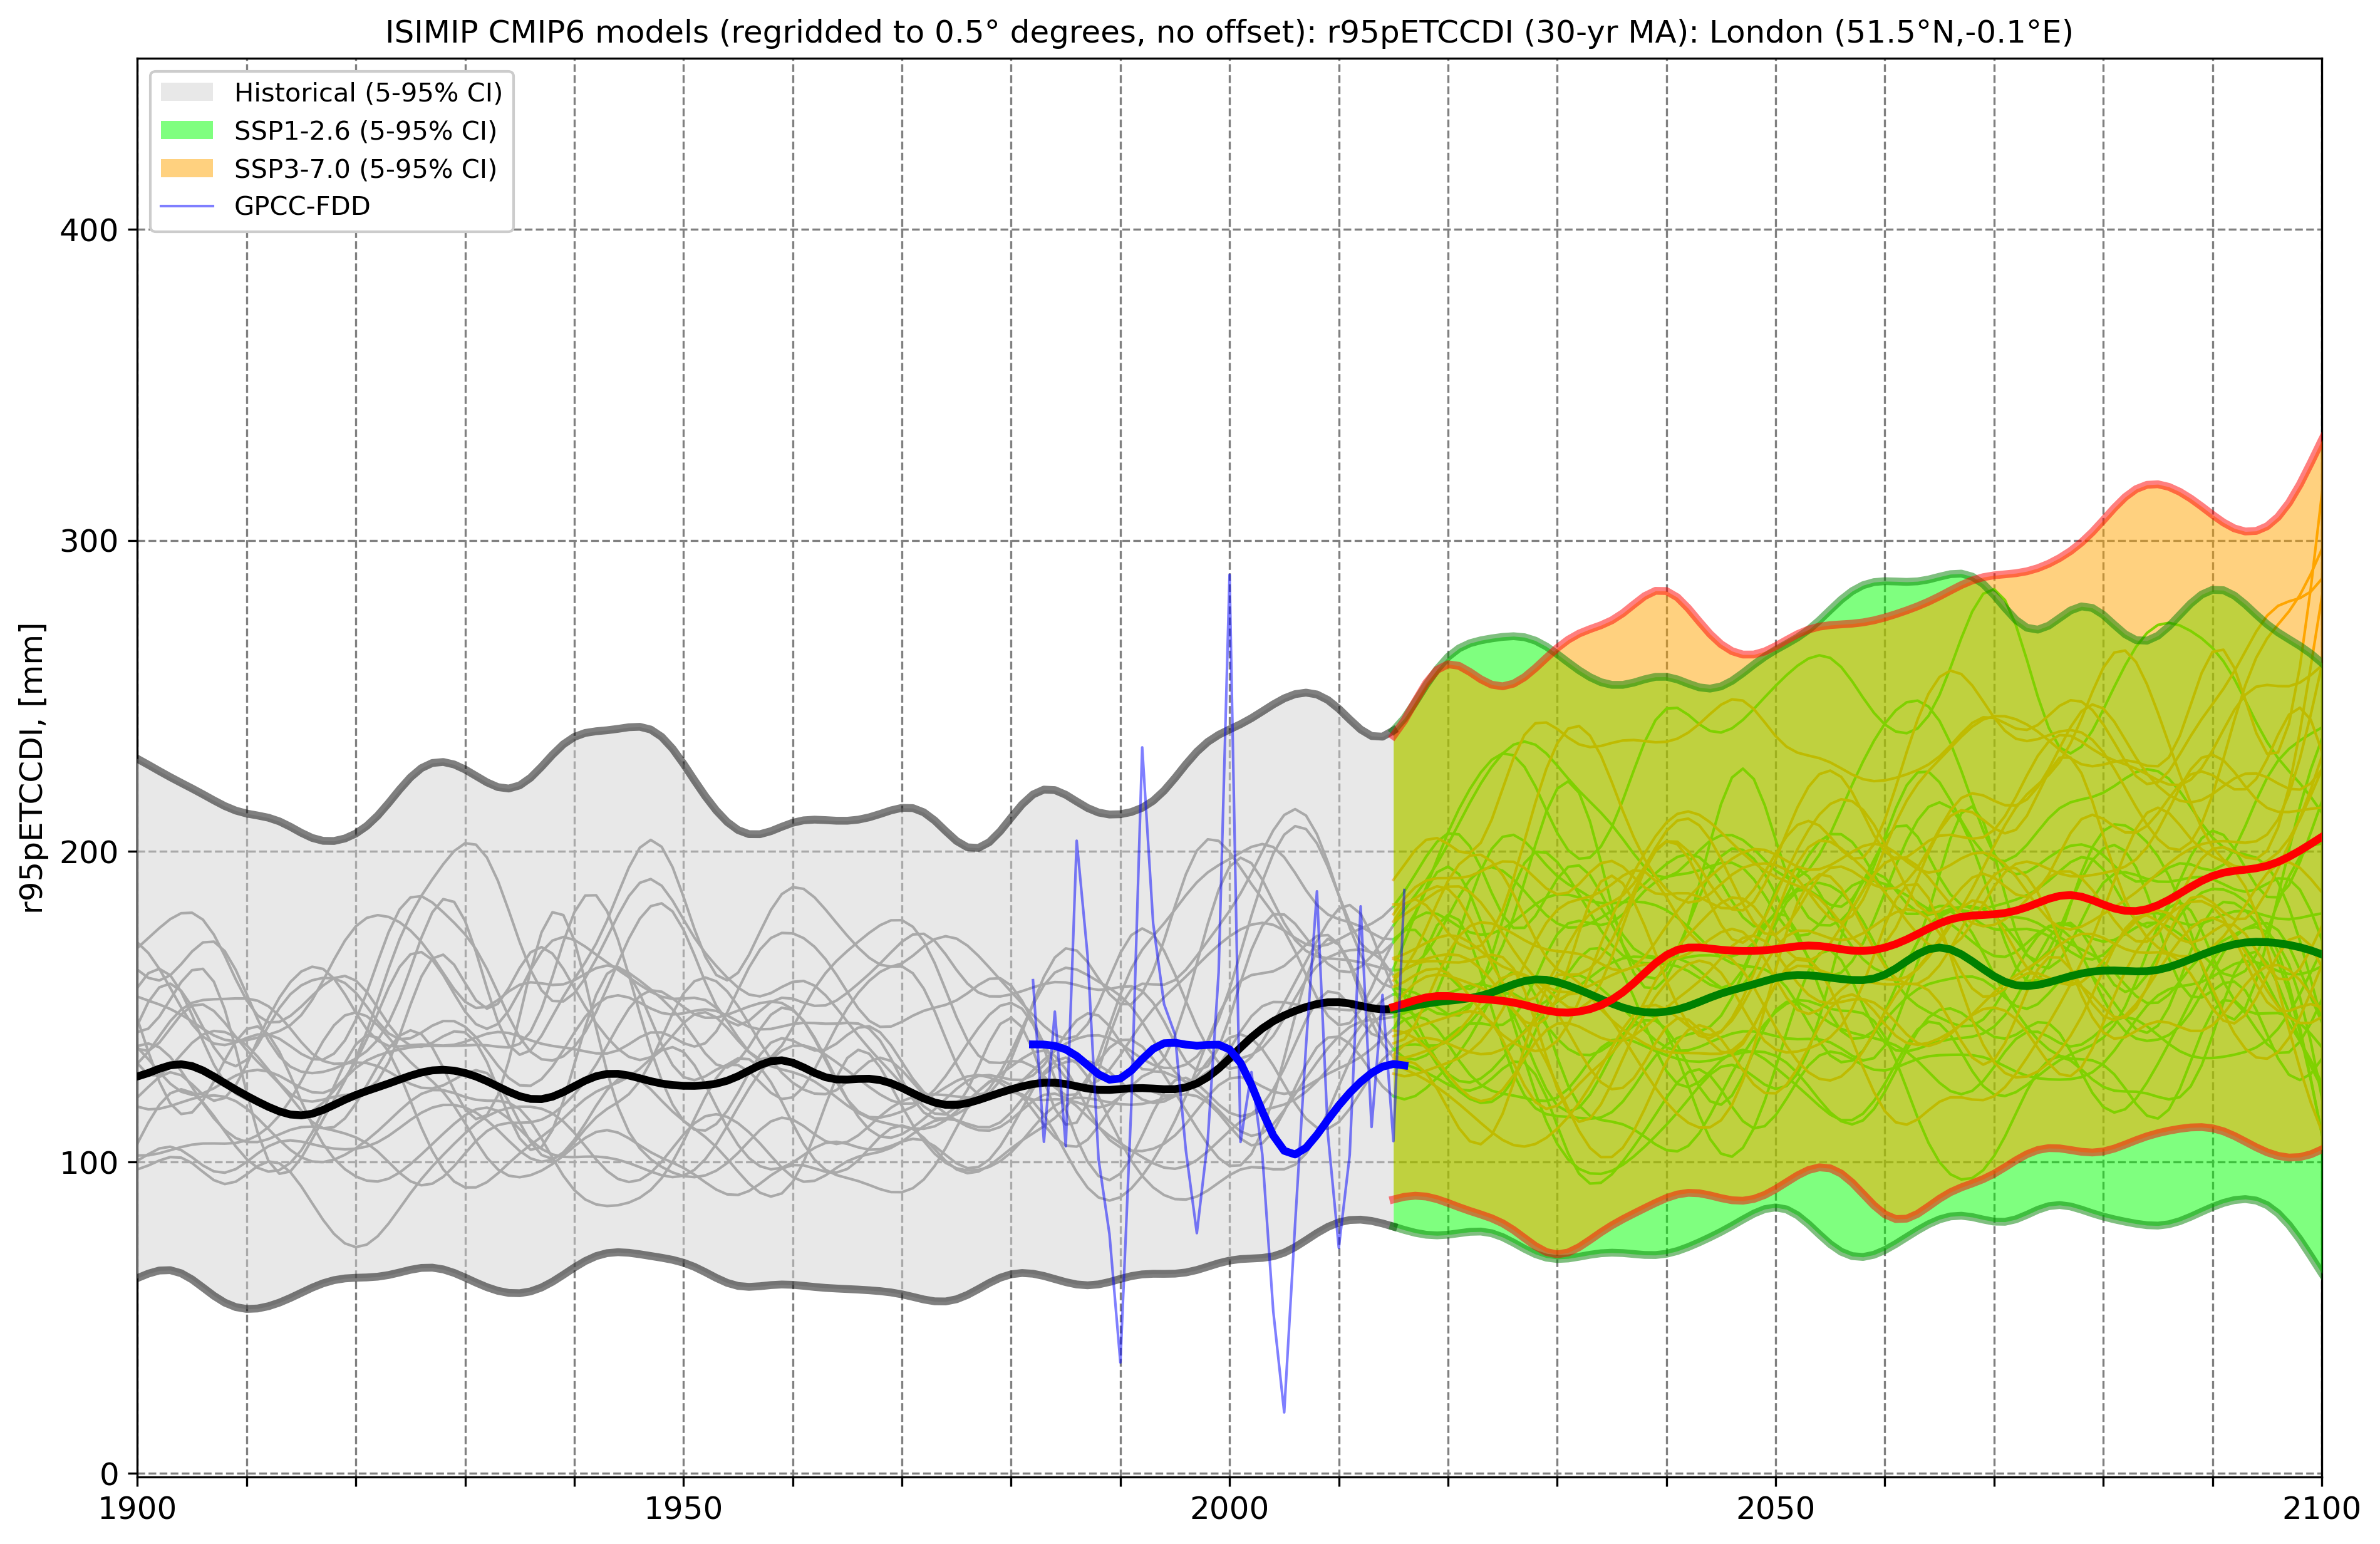 ISIMIP CMIP6 models (regridded to 0.5° degrees, no offset): r95pETCCDI (30-yr MA): London (51.5°N,-0.1°E)
Historical (5-95% CI)
SSP1-2.6 (5-95% CI)
SSP3-7.0 (5-95% CI)
GPCC-FDD
r95pETCCDI, [mm]
400
300
200
100
0
1900 1950 2000 2050 2100